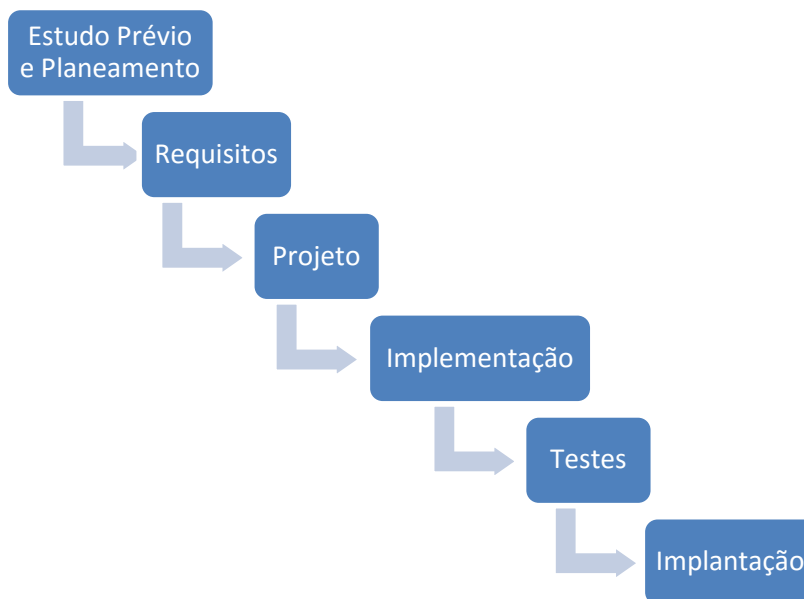 Estudo Prévio
e Planeamento
Requisitos
Projeto
Implementação
Testes
Implantação